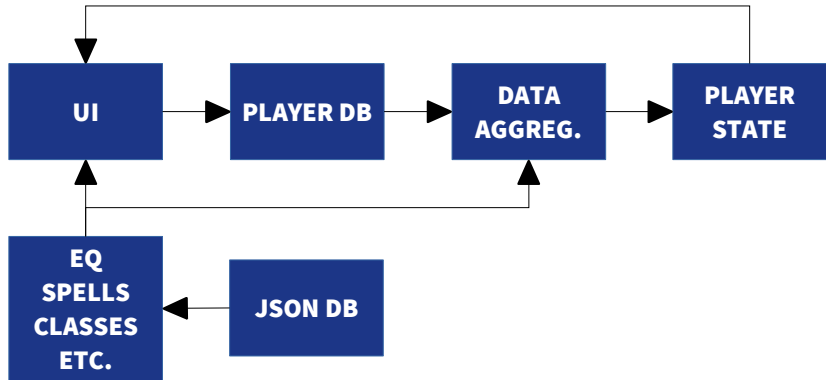 UI
PLAYER DB
DATA
AGGREG.
PLAYER
STATE
EQ
SPELLS
CLASSES
ETC.
JSON DB